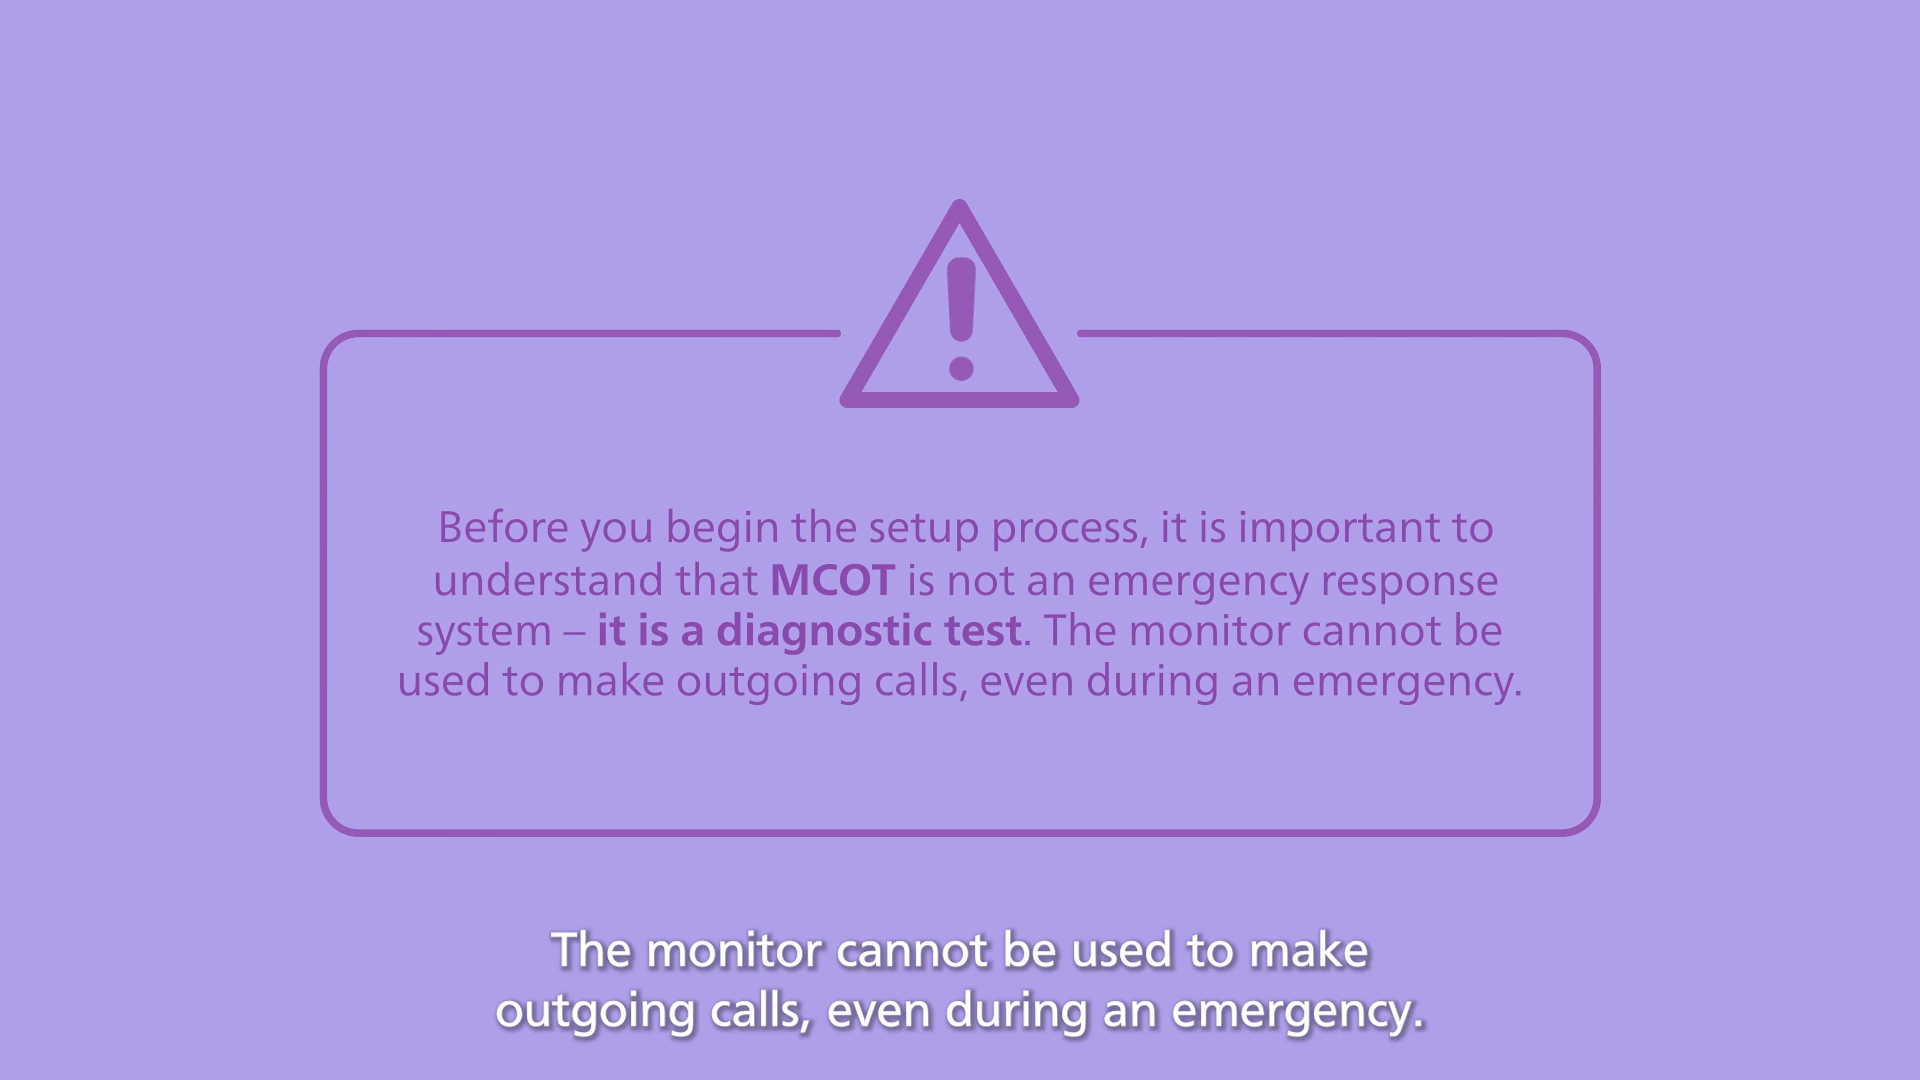 Before you begin the setup process, it is important to
understand that MCOT is not an emergency response
system – it is a diagnostic test. The monitor cannot be
used to make outgoing calls, even during an emergency.
The monitor cannot be used to make
outgoing calls, even during an emergency.